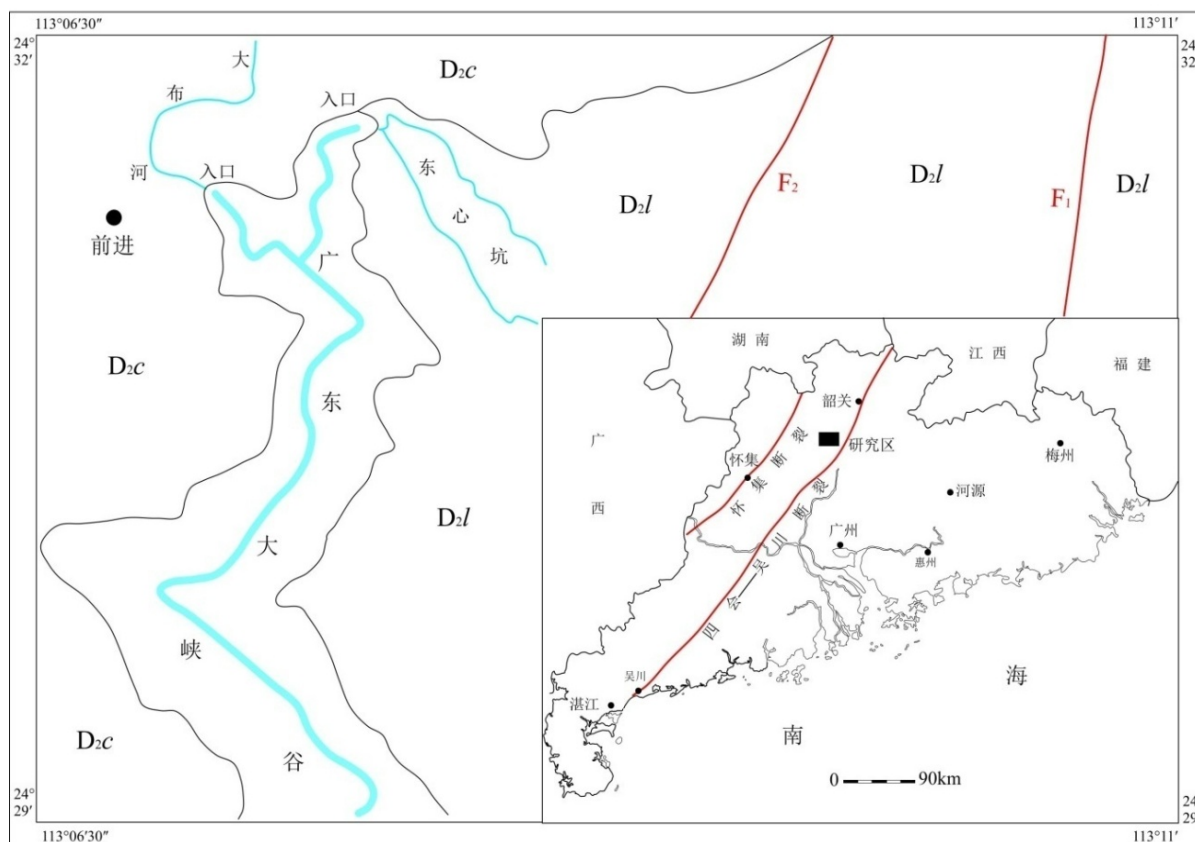 113°06′30″
113°11′
24°
32′
24°
32′
大
布
河
D₂c
入口
入口
东
心
坑
前进
广
东
大
峡
谷
D₂l
F₂
D₂l
F₁
D₂l
D₂c
D₂l
D₂c
湖南
江西
福建
广
西
韶关
研究区
怀集
怀集断裂
梅州
河源
广州
惠州
四会—吴川断裂
吴川
湛江
南
海
0
90km
24°
29′
24°
29′
113°06′30″
113°11′